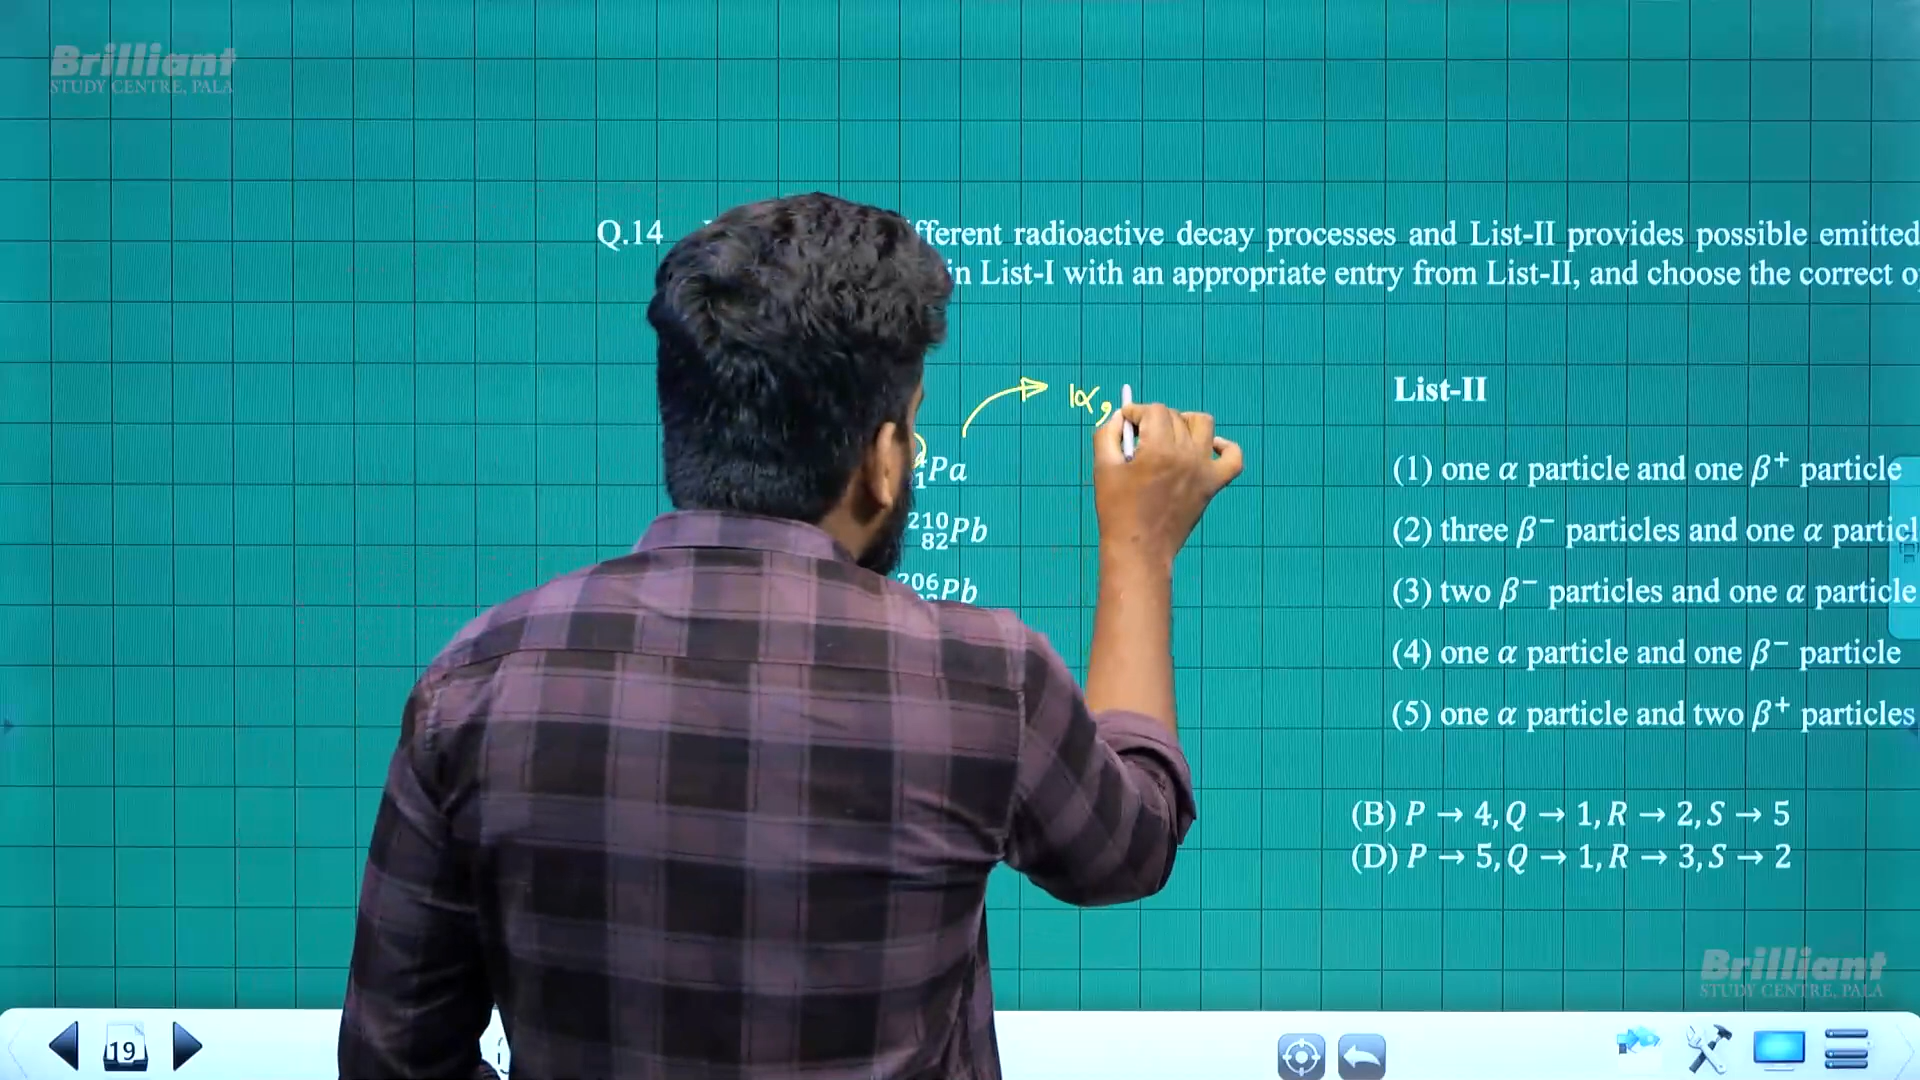 Brilliant
STUDY CENTRE, PALA
Q.14 fferent radioactive decay processes and List-II provides possible emitted
in List-I with an appropriate entry from List-II, and choose the correct
1α,
List-II
Pa
(1) one α particle and one β⁺ particle
²¹⁰₈₂Pb
(2) three β⁻ particles and one α particl
²⁰⁶Pb
(3) two β⁻ particles and one α particle
(4) one α particle and one β⁻ particle
(5) one α particle and two β⁺ particles
(B) P → 4, Q → 1, R → 2, S → 5
(D) P → 5, Q → 1, R → 3, S → 2
Brilliant
STUDY CENTRE, PALA
19